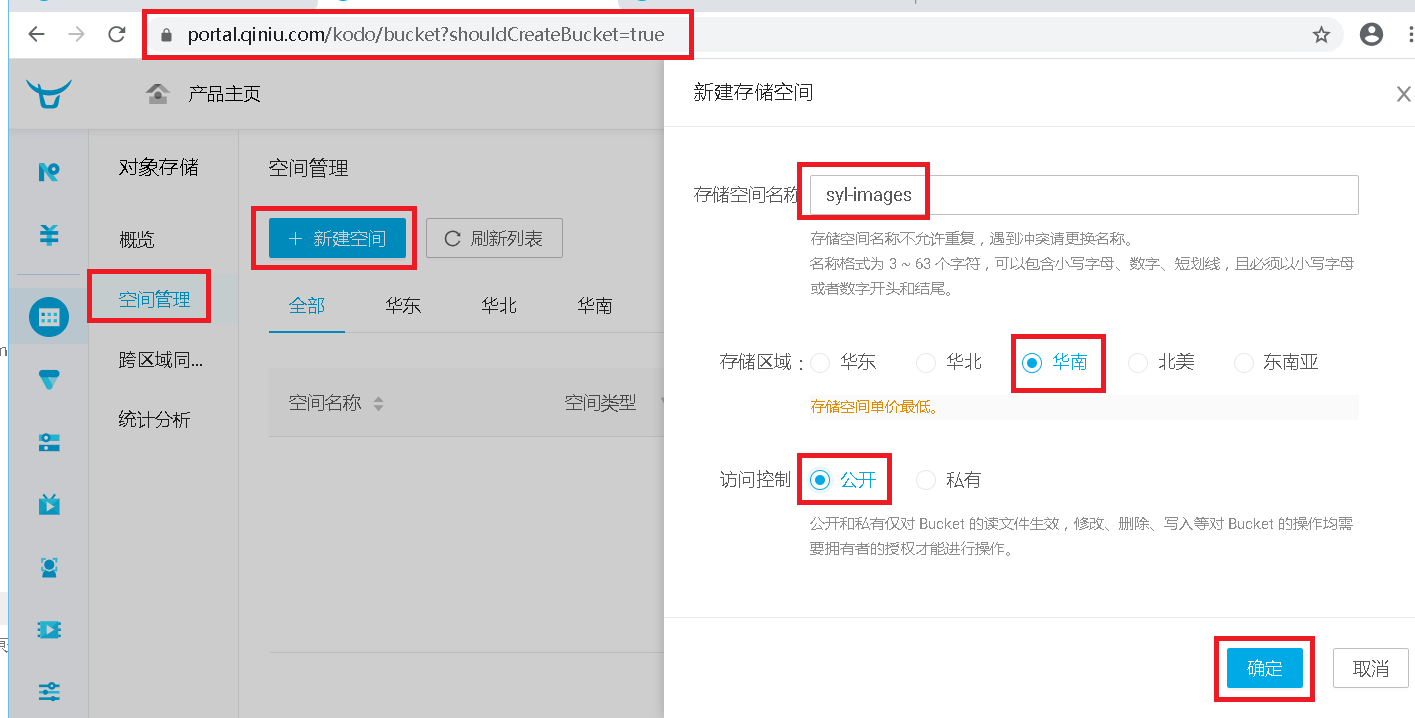 portal.qiniu.com/kodo/bucket?shouldCreateBucket=true
产品主页
对象存储
概览
空间管理
跨区域同...
统计分析
空间管理
新建空间
刷新列表
全部 华东 华北 华南
空间名称 空间类型
新建存储空间
存储空间名称 syl-images
存储空间名称不允许重复，遇到冲突请更换名称。
名称格式为 3 ~ 63 个字符，可以包含小写字母、数字、短划线，且必须以小写字母
或者数字开头和结尾。
存储区域： 华东 华北 华南 北美 东南亚
存储空间单价最低。
访问控制 公开 私有
公开和私有仅对 Bucket 的读文件生效，修改、删除、写入等对 Bucket 的操作均需
要拥有者的授权才能进行操作。
确定 取消